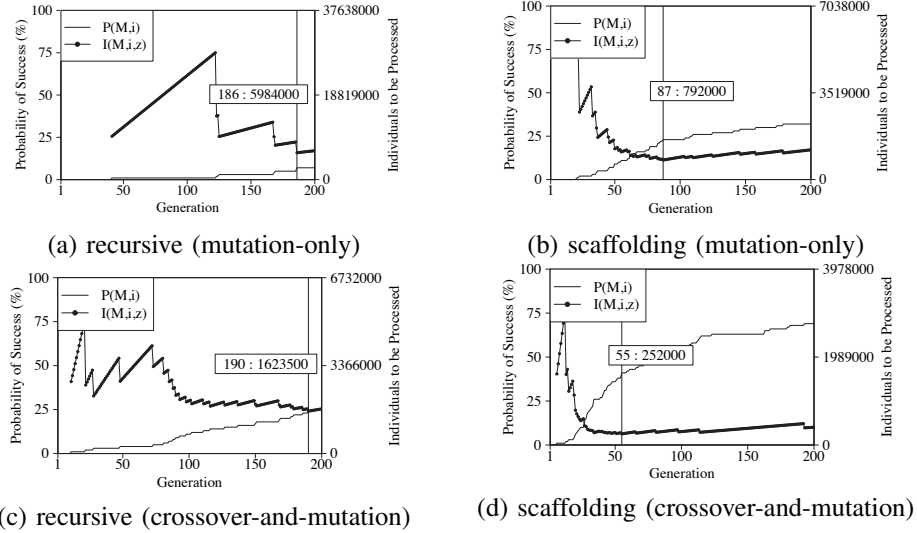 100 75 50 25 0
Probability of Success (%)
P(M,i)
I(M,i,z)
186 : 5984000
37638000 18819000 0
Individuals to be Processed
1 50 100 150 200
Generation
(a) recursive (mutation-only)
100 75 50 25 0
Probability of Success (%)
P(M,i)
I(M,i,z)
87 : 792000
7038000 3519000 0
Individuals to be Processed
1 50 100 150 200
Generation
(b) scaffolding (mutation-only)
100 75 50 25 0
Probability of Success (%)
P(M,i)
I(M,i,z)
190 : 1623500
6732000 3366000 0
Individuals to be Processed
1 50 100 150 200
Generation
(c) recursive (crossover-and-mutation)
100 75 50 25 0
Probability of Success (%)
P(M,i)
I(M,i,z)
55 : 252000
3978000 1989000 0
Individuals to be Processed
1 50 100 150 200
Generation
(d) scaffolding (crossover-and-mutation)